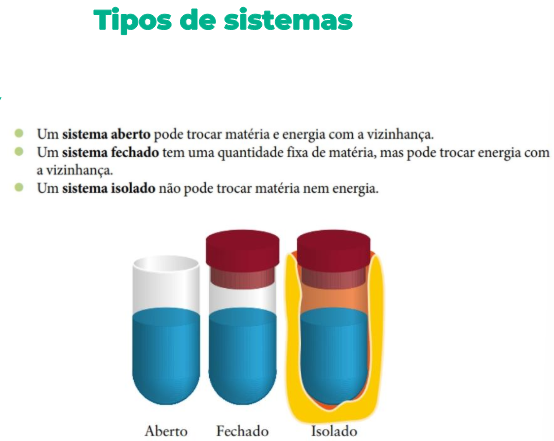 Tipos de sistemas
Um sistema aberto pode trocar matéria e energia com a vizinhança.
Um sistema fechado tem uma quantidade fixa de matéria, mas pode trocar energia com
a vizinhança.
Um sistema isolado não pode trocar matéria nem energia.
Aberto Fechado Isolado